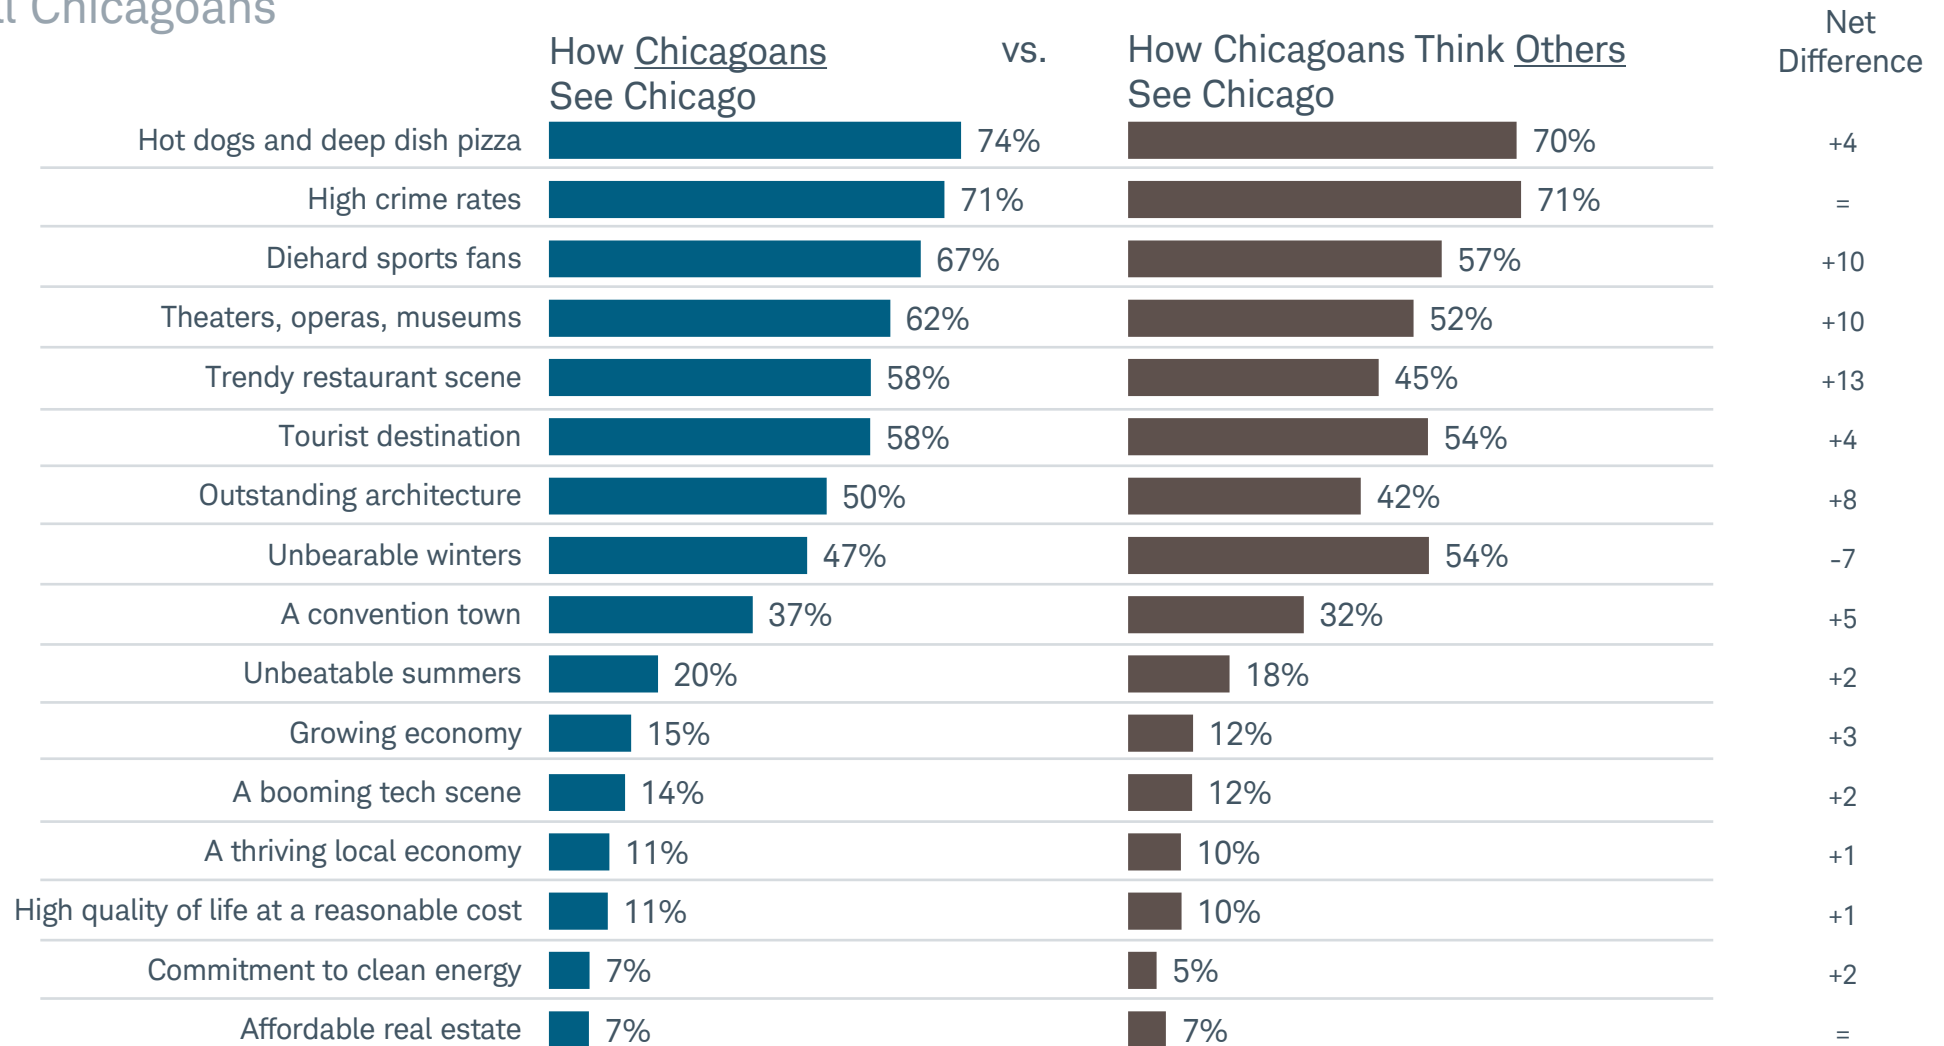 Chicagoans
How Chicagoans vs. How Chicagoans Think Others Net
See Chicago See Chicago Difference
Hot dogs and deep dish pizza 74% 70% +4
High crime rates 71% 71% =
Diehard sports fans 67% 57% +10
Theaters, operas, museums 62% 52% +10
Trendy restaurant scene 58% 45% +13
Tourist destination 58% 54% +4
Outstanding architecture 50% 42% +8
Unbearable winters 47% 54% -7
A convention town 37% 32% +5
Unbeatable summers 20% 18% +2
Growing economy 15% 12% +3
A booming tech scene 14% 12% +2
A thriving local economy 11% 10% +1
High quality of life at a reasonable cost 11% 10% +1
Commitment to clean energy 7% 5% +2
Affordable real estate 7% 7% =